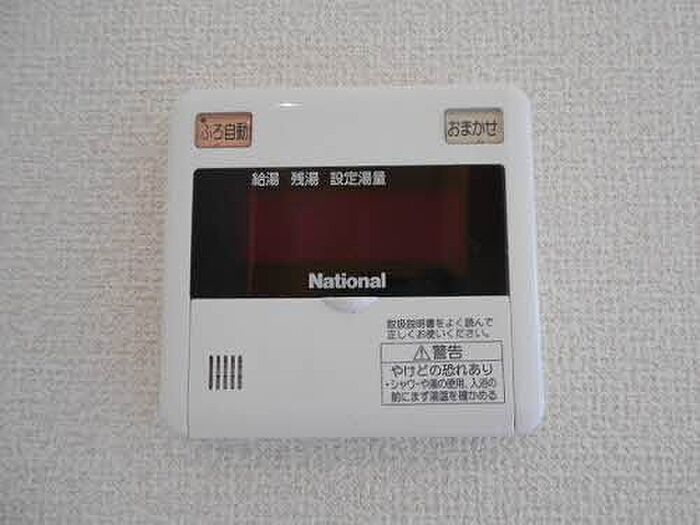 ふろ自動
おまかせ
給湯 残湯 設定湯量
National
取扱説明書をよく読んで
正しくお使いください。
⚠警告
やけどの恐れあり
・シャワーや湯の使用、入浴の
前にまず湯温を確かめる